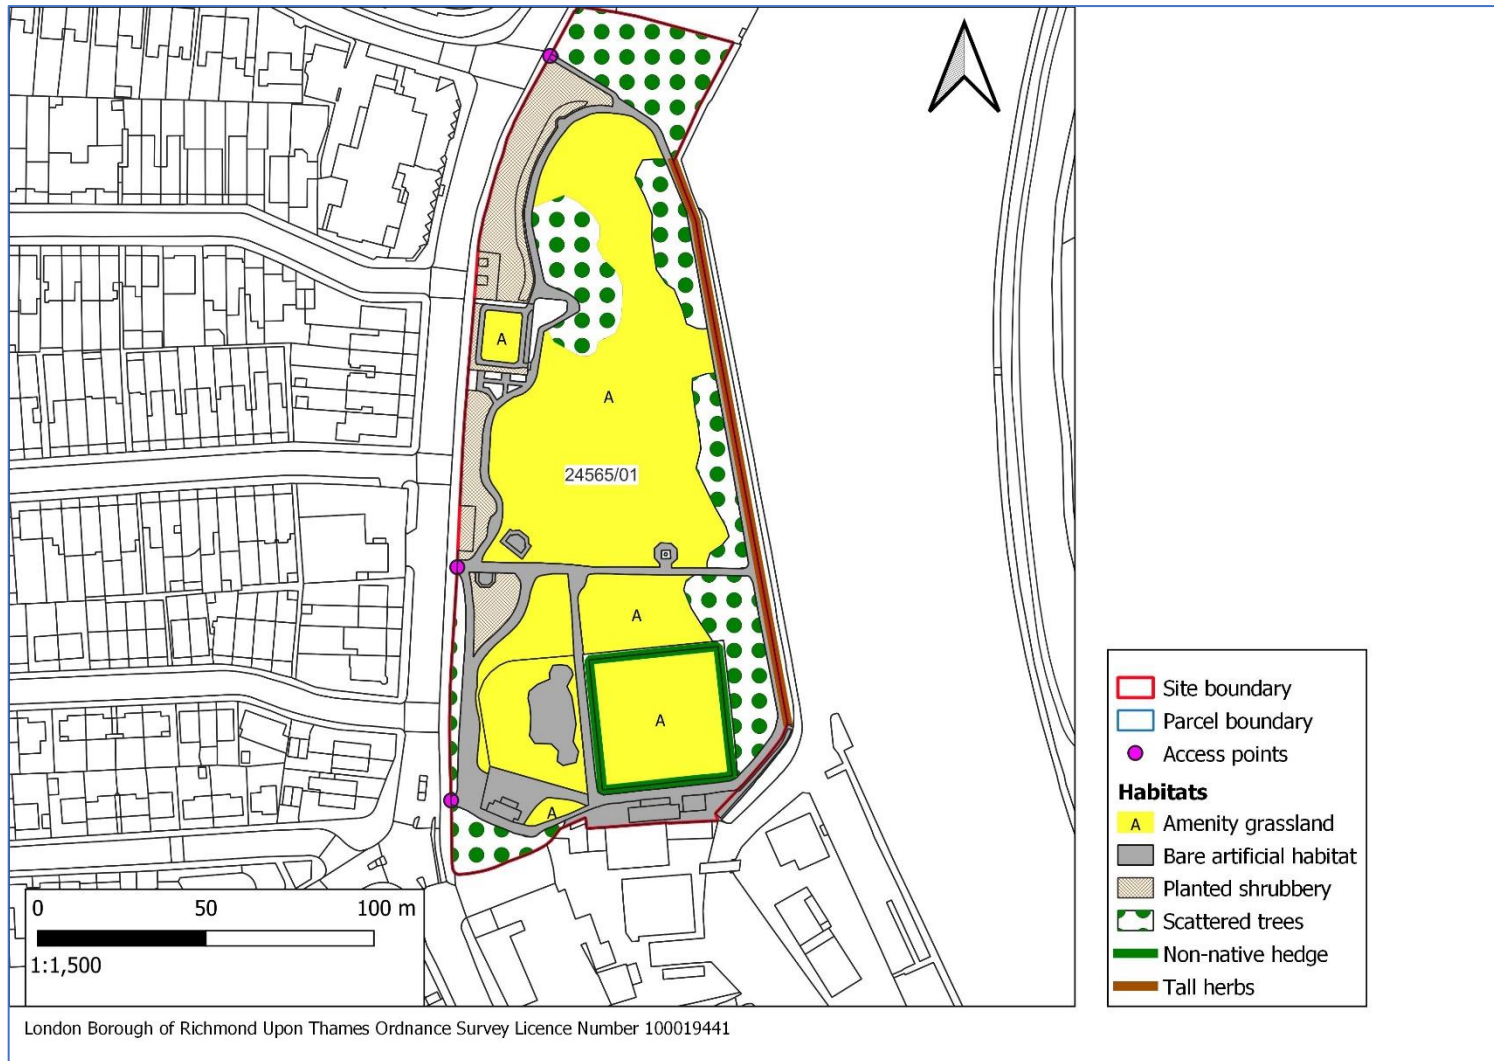 A
A
24565/01
A
A
A
0 50 100 m
1:1,500
Site boundary
Parcel boundary
Access points
Habitats
A Amenity grassland
Bare artificial habitat
Planted shrubbery
Scattered trees
Non-native hedge
Tall herbs
London Borough of Richmond Upon Thames Ordnance Survey Licence Number 100019441